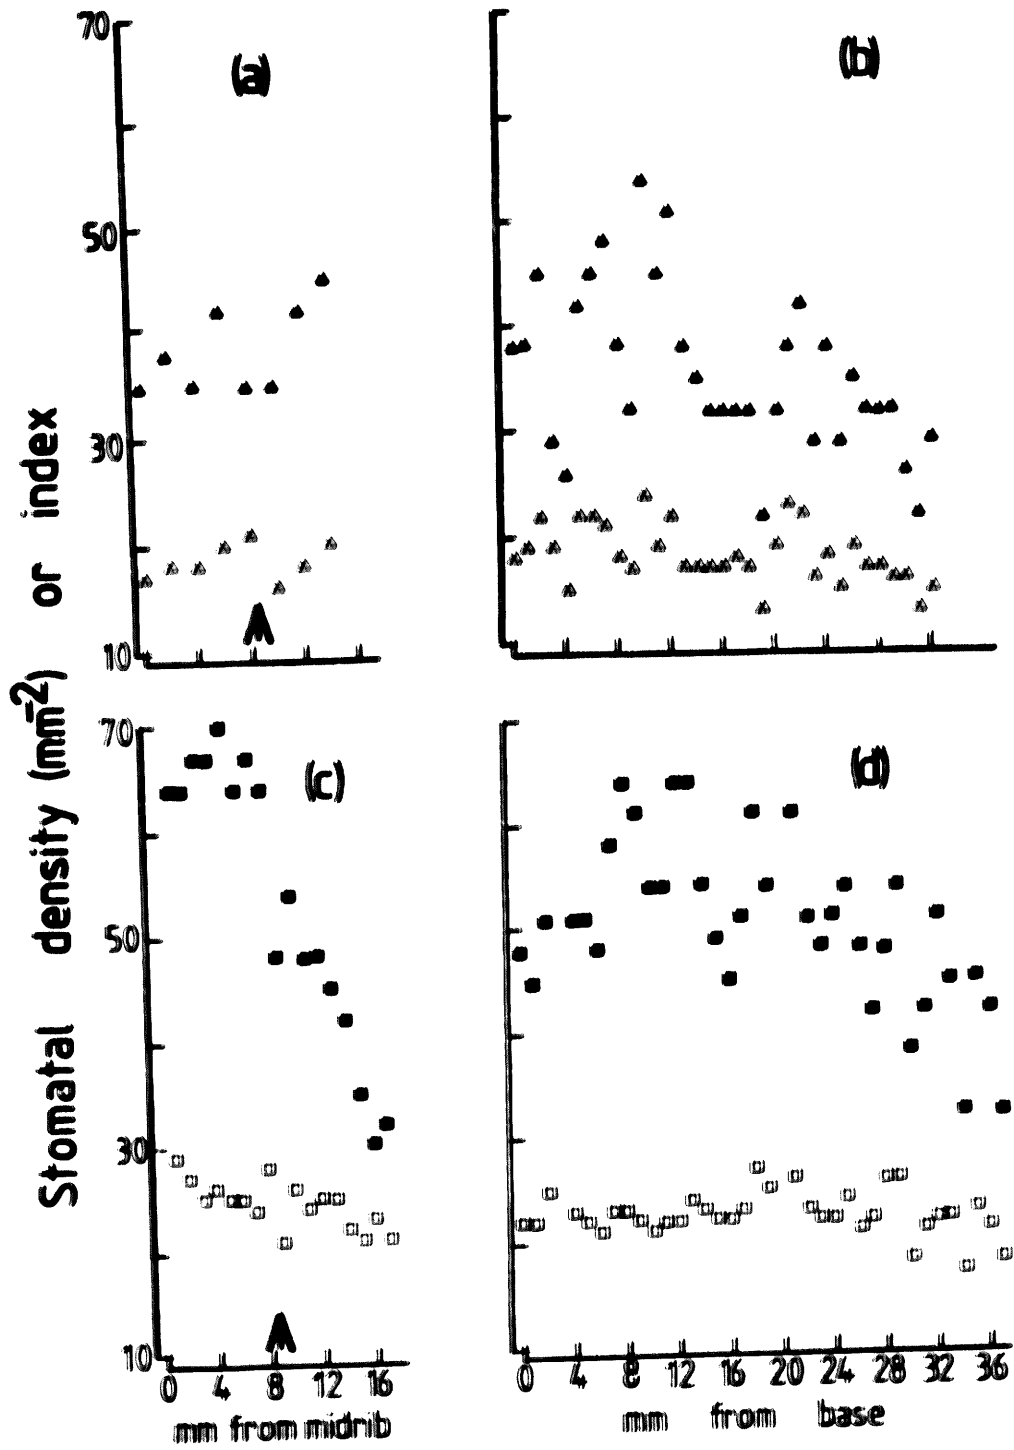 70
(a)
(b)
50
30
10
Stomatal density (mm⁻²) or index
70
(c)
(d)
50
30
10
0 4 8 12 16
0 4 8 12 16 20 24 28 32 36
mm from midrib
mm from base